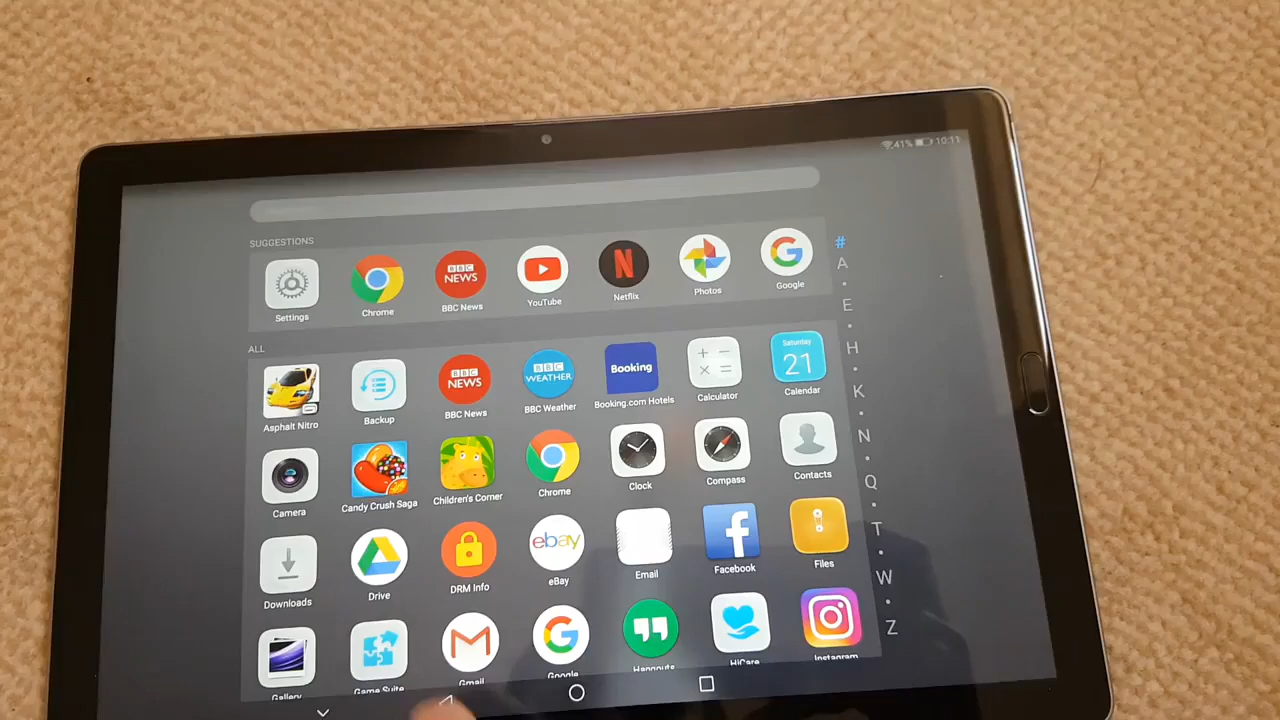 41% 10:11
SUGGESTIONS
BBC NEWS N
Settings Chrome BBC News YouTube Netflix Photos Google
#
A
E
H
K
N
Q
T
W
Z
ALL
BBC NEWS BBC WEATHER Booking Saturday 21
Asphalt Nitro Backup BBC News BBC Weather Booking.com Hotels Calculator Calendar
Camera Candy Crush Saga Children's Corner Chrome Clock Compass Contacts
ebay
Downloads Drive DRM Info eBay Email Facebook Files
Gallery Game Suite Gmail Google Hangouts HiCare Instagram